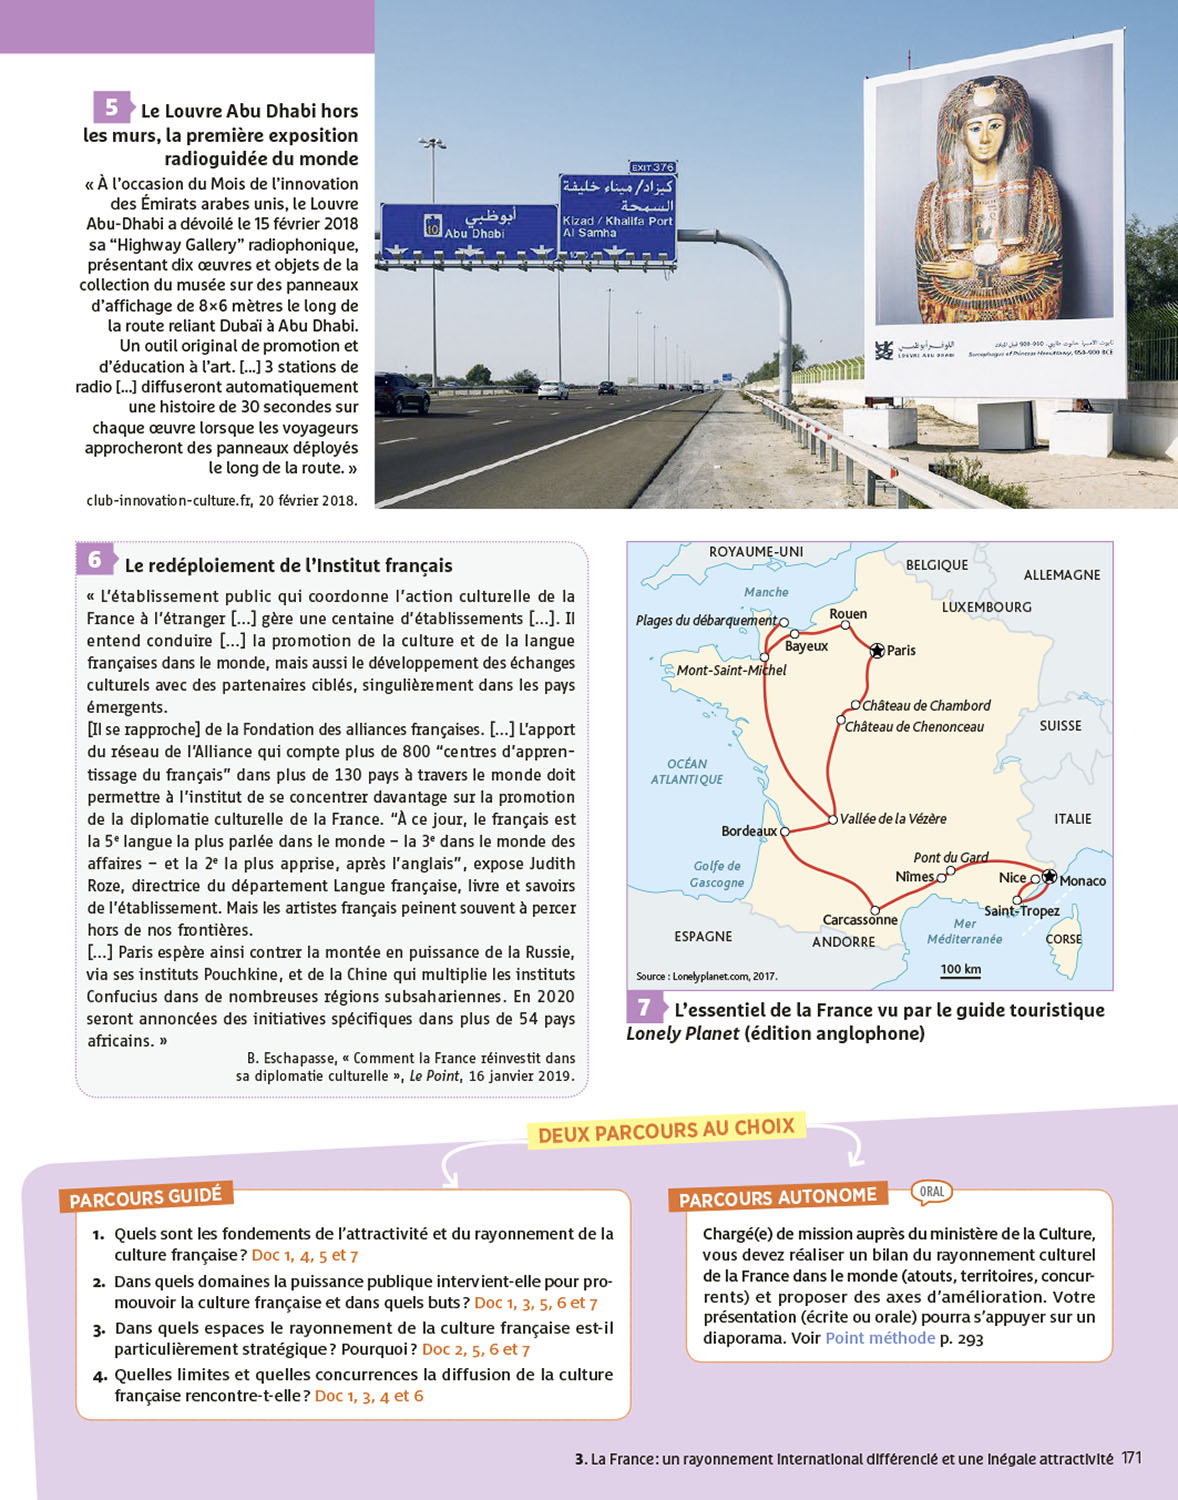 5 Le Louvre Abu Dhabi hors
les murs, la première exposition
radioguidée du monde
« À l’occasion du Mois de l’innovation
des Émirats arabes unis, le Louvre
Abu-Dhabi a dévoilé le 15 février 2018
sa “Highway Gallery” radiophonique,
présentant dix œuvres et objets de la
collection du musée sur des panneaux
d’affichage de 8×6 mètres le long de
la route reliant Dubaï à Abu Dhabi.
Un outil original de promotion et
d’éducation à l’art. [...] 3 stations de
radio [...] diffuseront automatiquement
une histoire de 30 secondes sur
chaque œuvre lorsque les voyageurs
approcheront des panneaux déployés
le long de la route. »
club-innovation-culture.fr, 20 février 2018.
EXIT 376
كيزاد/ميناء خليفة
السمحة
Kizad / Khalifa Port
Al Samha
أبوظبي
10
Abu Dhabi
اللوفر أبوظبي
LOUVRE ABU DHABI
Sarcophagus of Princess Henuttawy, 950-900 BCE
6 Le redéploiement de l’Institut français
« L’établissement public qui coordonne l’action culturelle de la
France à l’étranger [...] gère une centaine d’établissements [...]. Il
entend conduire [...] la promotion de la culture et de la langue
françaises dans le monde, mais aussi le développement des échanges
culturels avec des partenaires ciblés, singulièrement dans les pays
émergents.
[Il se rapproche] de la Fondation des alliances françaises. [...] L’apport
du réseau de l’Alliance qui compte plus de 800 “centres d’appren-
tissage du français” dans plus de 130 pays à travers le monde doit
permettre à l’institut de se concentrer davantage sur la promotion
de la diplomatie culturelle de la France. “À ce jour, le français est
la 5e langue la plus parlée dans le monde – la 3e dans le monde des
affaires – et la 2e la plus apprise, après l’anglais”, expose Judith
Roze, directrice du département Langue française, livre et savoirs
de l’établissement. Mais les artistes français peinent souvent à percer
hors de nos frontières.
[...] Paris espère ainsi contrer la montée en puissance de la Russie,
via ses instituts Pouchkine, et de la Chine qui multiplie les instituts
Confucius dans de nombreuses régions subsahariennes. En 2020
seront annoncées des initiatives spécifiques dans plus de 54 pays
africains. »
B. Eschapasse, « Comment la France réinvestit dans
sa diplomatie culturelle », Le Point, 16 janvier 2019.
ROYAUME-UNI
BELGIQUE
ALLEMAGNE
Manche
LUXEMBOURG
Plages du débarquement
Rouen
Bayeux
Paris
Mont-Saint-Michel
Château de Chambord
Château de Chenonceau
SUISSE
OCÉAN
ATLANTIQUE
Vallée de la Vézère
ITALIE
Bordeaux
Pont du Gard
Golfe de
Gascogne
Nîmes
Nice
Monaco
Saint-Tropez
Carcassonne
Mer
Méditerranée
ESPAGNE
ANDORRE
CORSE
100 km
Source : Lonelyplanet.com, 2017.
7 L’essentiel de la France vu par le guide touristique
Lonely Planet (édition anglophone)
DEUX PARCOURS AU CHOIX
PARCOURS GUIDÉ
1. Quels sont les fondements de l’attractivité et du rayonnement de la
culture française ? Doc 1, 4, 5 et 7
2. Dans quels domaines la puissance publique intervient-elle pour pro-
mouvoir la culture française et dans quels buts ? Doc 1, 3, 5, 6 et 7
3. Dans quels espaces le rayonnement de la culture française est-il
particulièrement stratégique ? Pourquoi ? Doc 2, 5, 6 et 7
4. Quelles limites et quelles concurrences la diffusion de la culture
française rencontre-t-elle ? Doc 1, 3, 4 et 6
PARCOURS AUTONOME
ORAL
Chargé(e) de mission auprès du ministère de la Culture,
vous devez réaliser un bilan du rayonnement culturel
de la France dans le monde (atouts, territoires, concur-
rents) et proposer des axes d’amélioration. Votre
présentation (écrite ou orale) pourra s’appuyer sur un
diaporama. Voir Point méthode p. 293
3. La France : un rayonnement international différencié et une inégale attractivité 171